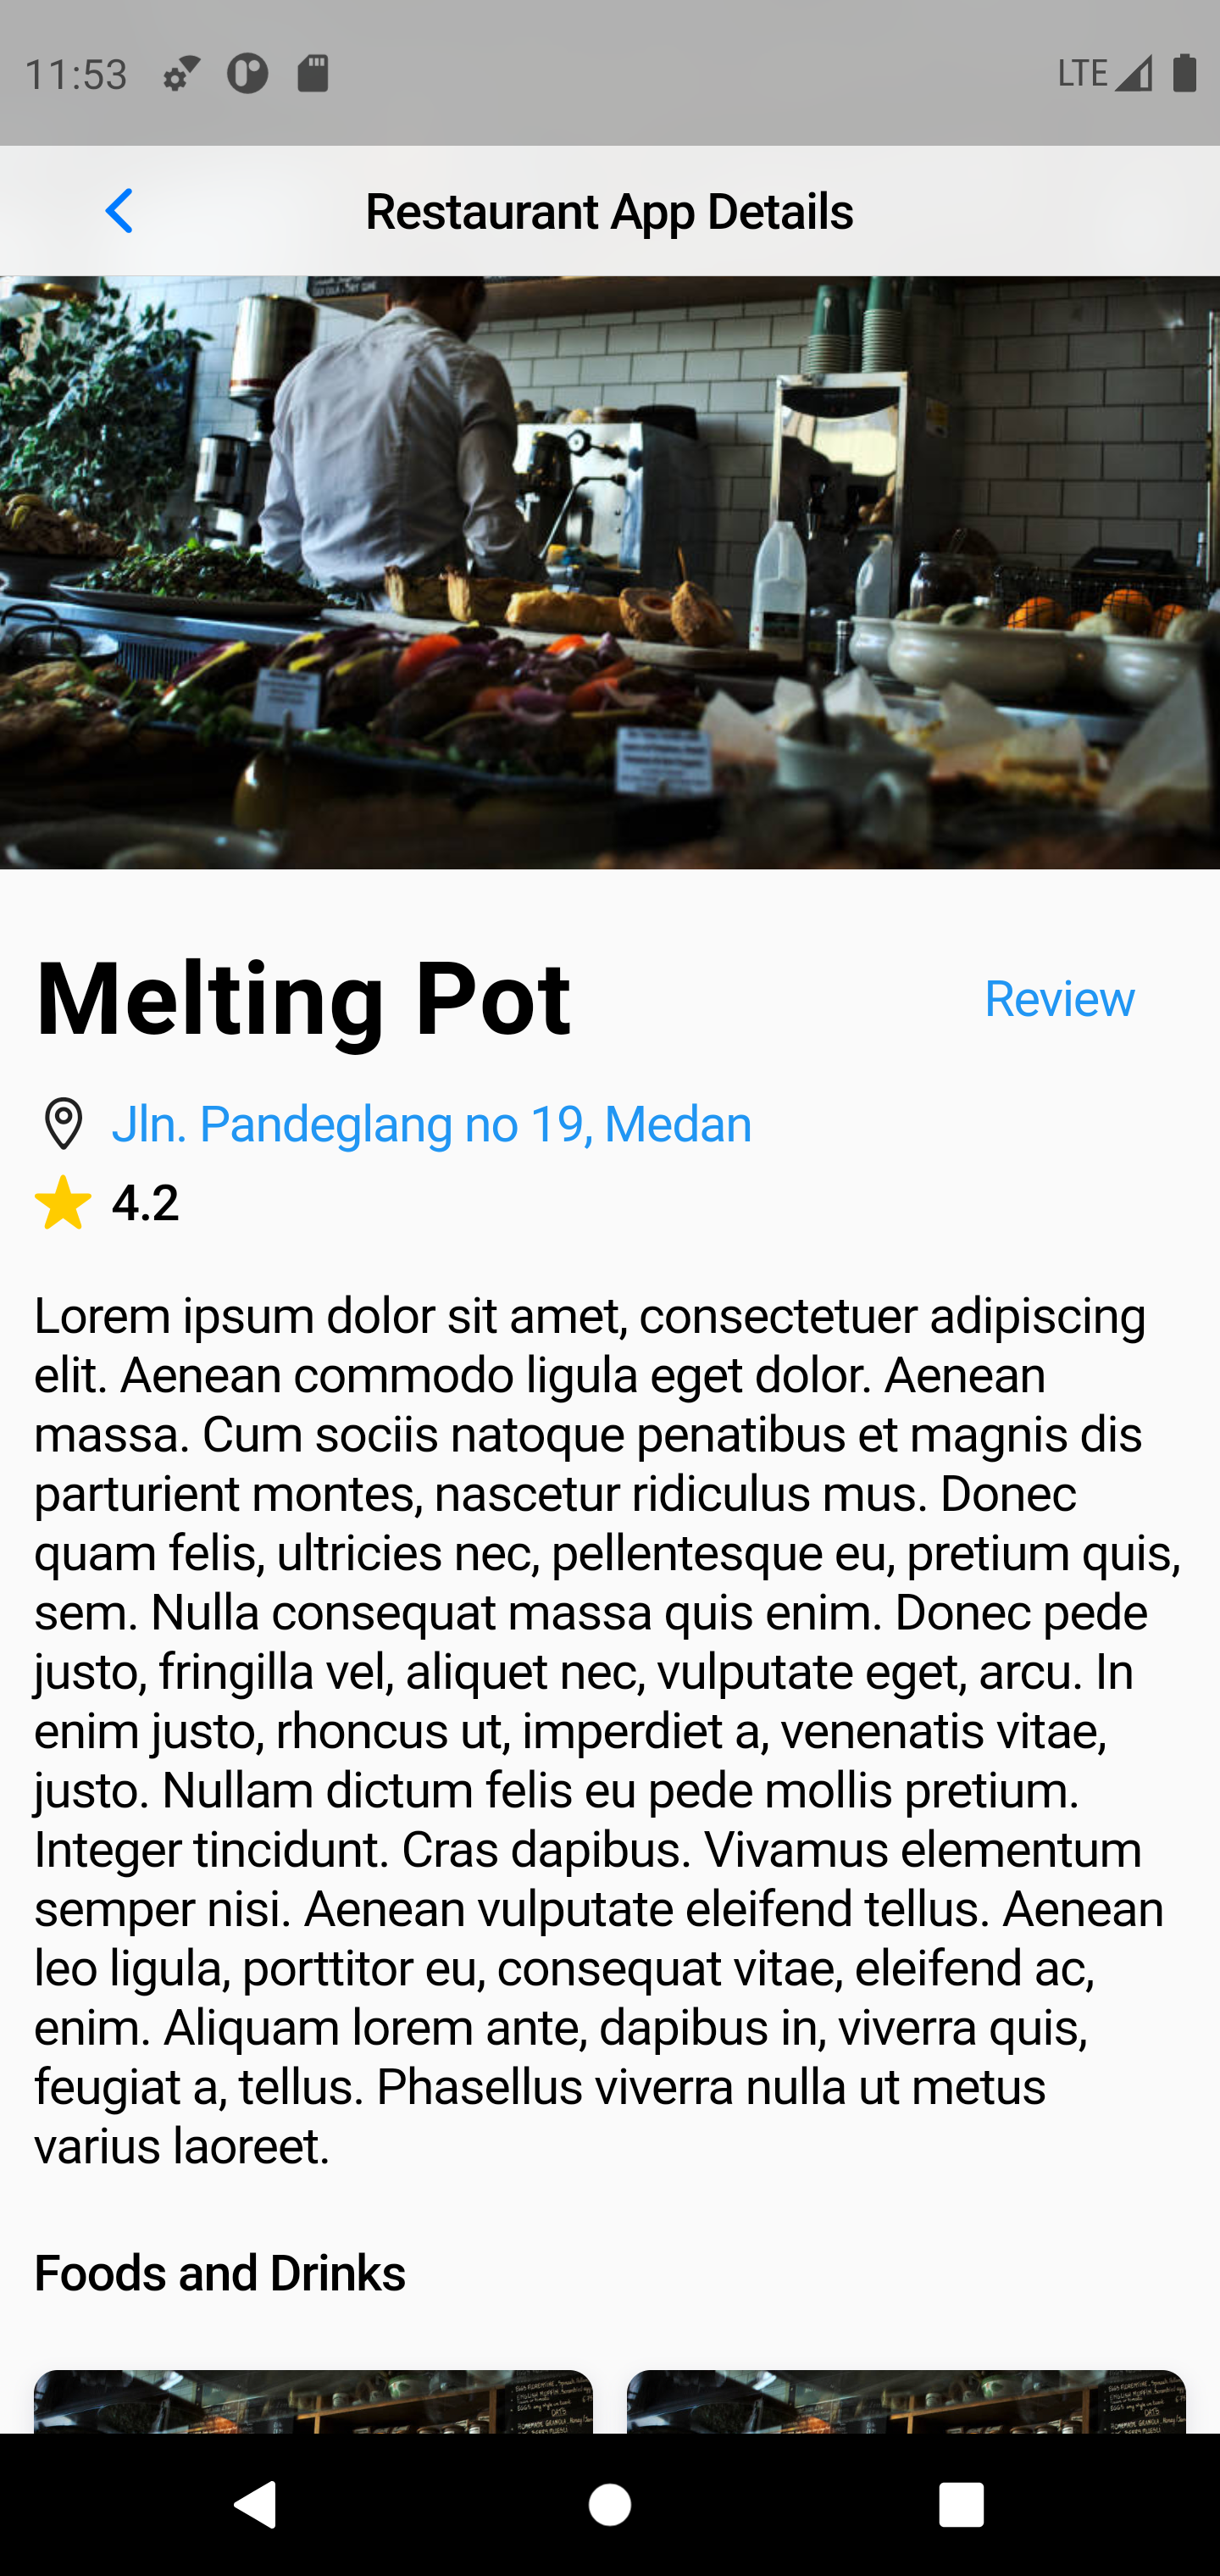 11:53
LTE
Restaurant App Details
Melting Pot
Review
Jln. Pandeglang no 19, Medan
4.2
Lorem ipsum dolor sit amet, consectetuer adipiscing
elit. Aenean commodo ligula eget dolor. Aenean
massa. Cum sociis natoque penatibus et magnis dis
parturient montes, nascetur ridiculus mus. Donec
quam felis, ultricies nec, pellentesque eu, pretium quis,
sem. Nulla consequat massa quis enim. Donec pede
justo, fringilla vel, aliquet nec, vulputate eget, arcu. In
enim justo, rhoncus ut, imperdiet a, venenatis vitae,
justo. Nullam dictum felis eu pede mollis pretium.
Integer tincidunt. Cras dapibus. Vivamus elementum
semper nisi. Aenean vulputate eleifend tellus. Aenean
leo ligula, porttitor eu, consequat vitae, eleifend ac,
enim. Aliquam lorem ante, dapibus in, viverra quis,
feugiat a, tellus. Phasellus viverra nulla ut metus
varius laoreet.
Foods and Drinks